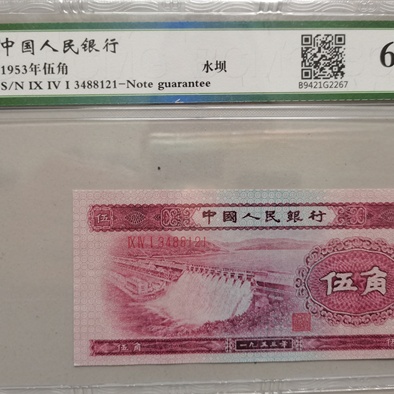 中国人民银行
1953年伍角
水坝
6
S/N IX IV I 3488121-Note guarantee
B9421G2267
伍
中國人民銀行
IX IV I 3488121
伍角
伍角
一九五三年